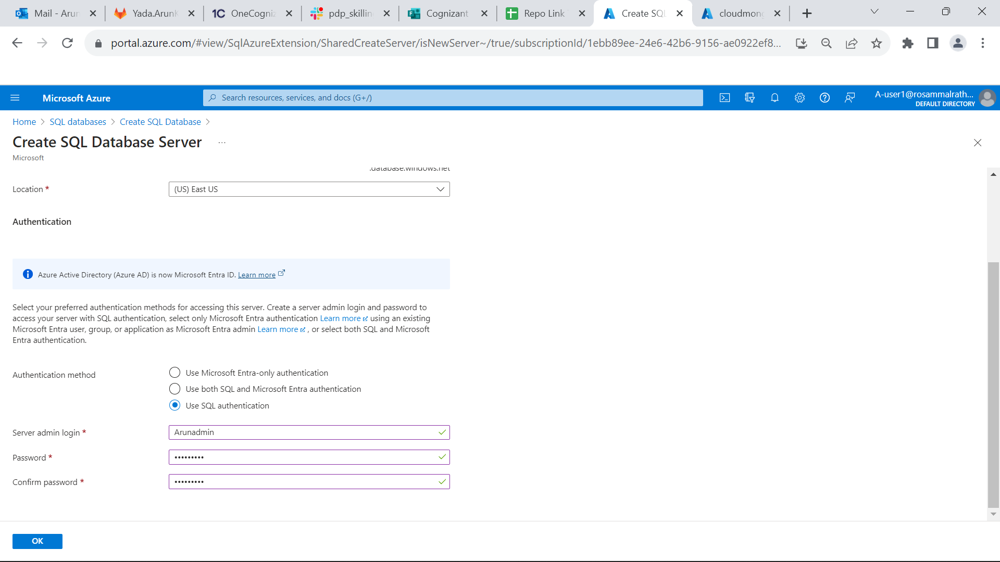 Mail - Arun
Yada.ArunK
OneCogniz
pdp_skillin
Cognizant
Repo Link
Create SQL
cloudmong
portal.azure.com/#view/SqlAzureExtension/SharedCreateServer/isNewServer~/true/subscriptionId/1ebb89ee-24e6-42b6-9156-ae0922ef8...
Microsoft Azure
Search resources, services, and docs (G+/)
A-user1@rosammalrath...
DEFAULT DIRECTORY
Home > SQL databases > Create SQL Database >
Create SQL Database Server ...
Microsoft
.database.windows.net
Location *
(US) East US
Authentication
Azure Active Directory (Azure AD) is now Microsoft Entra ID. Learn more
Select your preferred authentication methods for accessing this server. Create a server admin login and password to
access your server with SQL authentication, select only Microsoft Entra authentication Learn more using an existing
Microsoft Entra user, group, or application as Microsoft Entra admin Learn more , or select both SQL and Microsoft
Entra authentication.
Authentication method
Use Microsoft Entra-only authentication
Use both SQL and Microsoft Entra authentication
Use SQL authentication
Server admin login *
Arunadmin
Password *
•••••••••
Confirm password *
•••••••••
OK